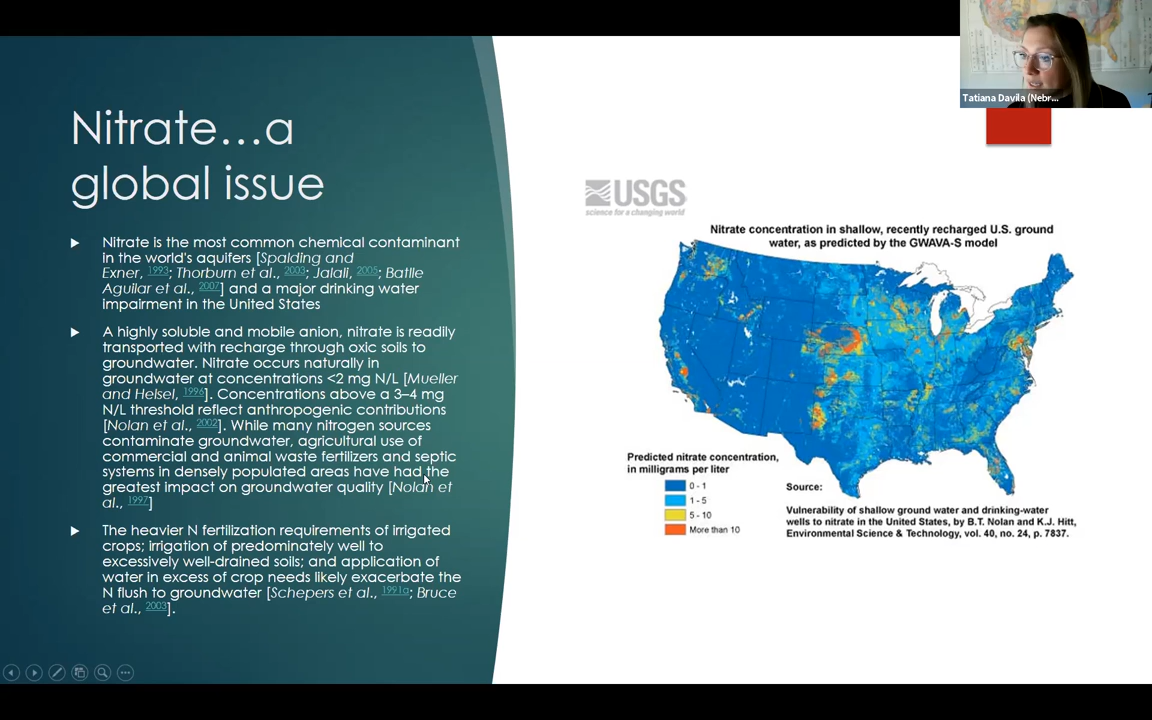 Nitrate…a
global issue
Nitrate is the most common chemical contaminant
in the world's aquifers [Spalding and
Exner, 1993; Thorburn et al., 2003; Jalali, 2005; Batlle
Aguilar et al., 2007] and a major drinking water
impairment in the United States
A highly soluble and mobile anion, nitrate is readily
transported with recharge through oxic soils to
groundwater. Nitrate occurs naturally in
groundwater at concentrations <2 mg N/L [Mueller
and Helsel, 1996]. Concentrations above a 3–4 mg
N/L threshold reflect anthropogenic contributions
[Nolan et al., 2002]. While many nitrogen sources
contaminate groundwater, agricultural use of
commercial and animal waste fertilizers and septic
systems in densely populated areas have had the
greatest impact on groundwater quality [Nolan et
al., 1997]
The heavier N fertilization requirements of irrigated
crops; irrigation of predominately well to
excessively well-drained soils; and application of
water in excess of crop needs likely exacerbate the
N flush to groundwater [Schepers et al., 1991a; Bruce
et al., 2003].
USGS
science for a changing world
Nitrate concentration in shallow, recently recharged U.S. ground
water, as predicted by the GWAVA-S model
Predicted nitrate concentration,
in milligrams per liter
0 - 1
1 - 5
5 - 10
More than 10
Source:
Vulnerability of shallow ground water and drinking-water
wells to nitrate in the United States, by B.T. Nolan and K.J. Hitt,
Environmental Science & Technology, vol. 40, no. 24, p. 7837.
Tatiana Davila (Nebr...